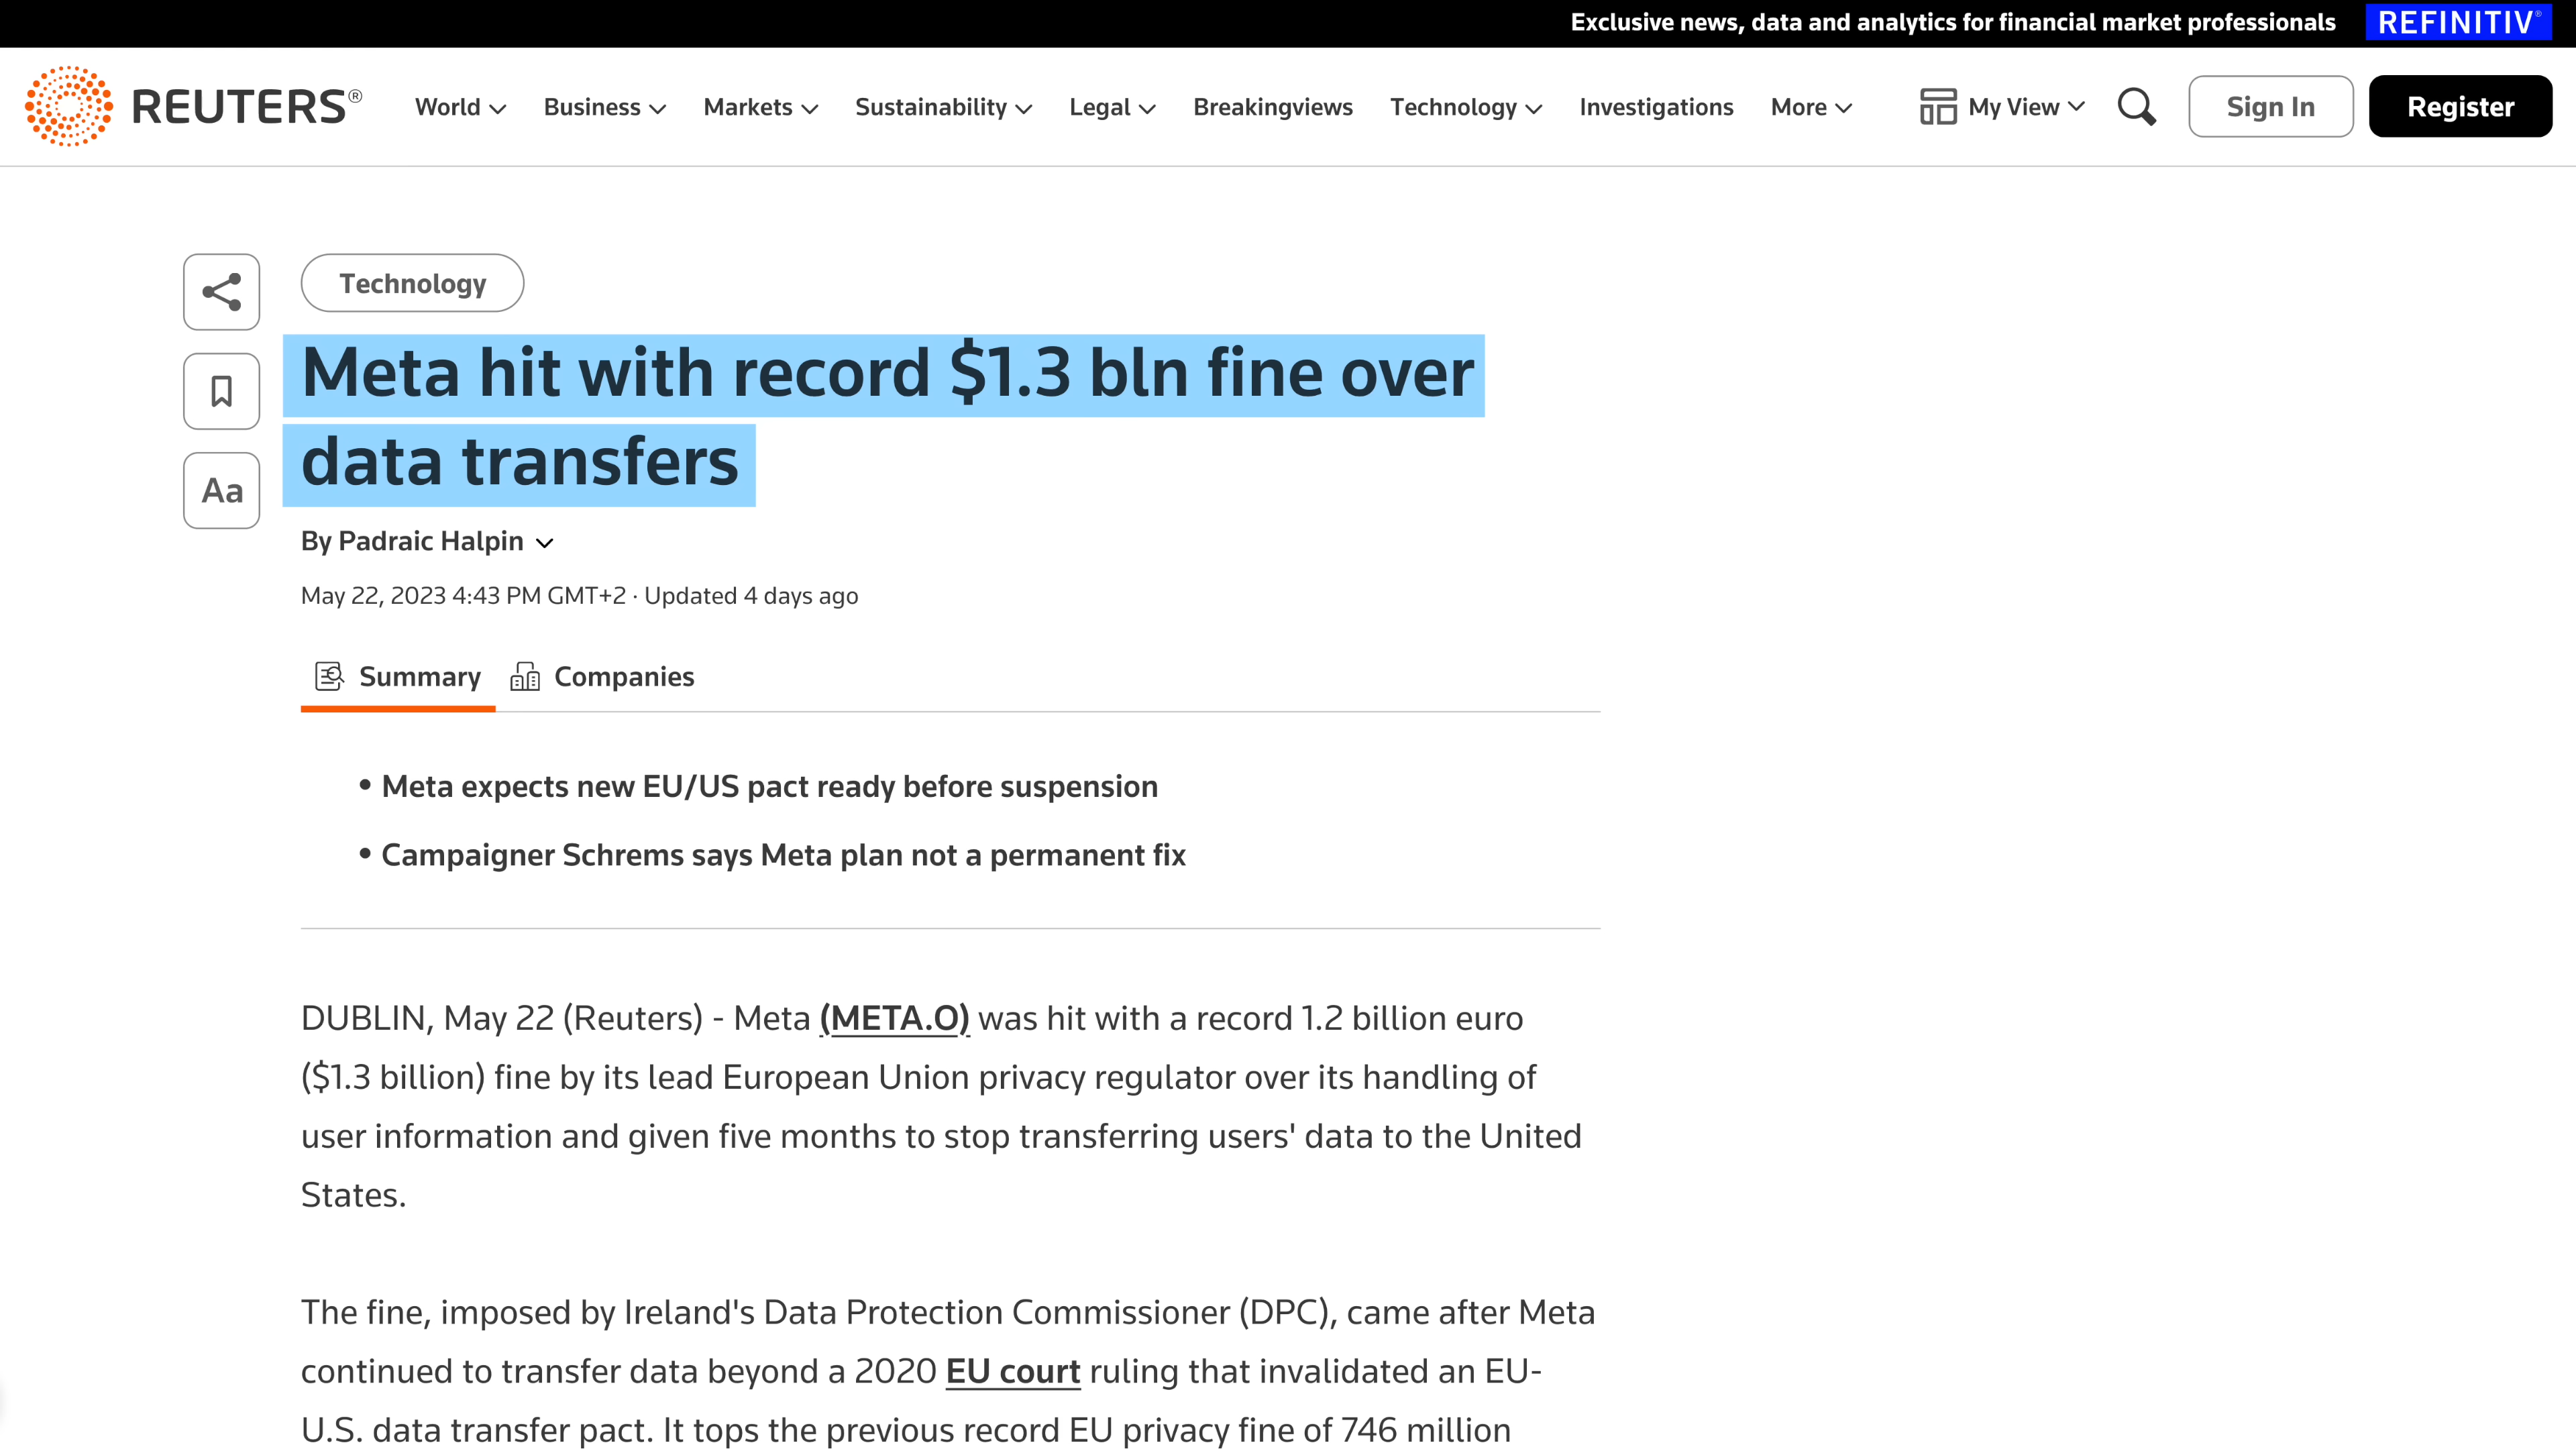 Exclusive news, data and analytics for financial market professionals REFINITIV®
REUTERS® World Business Markets Sustainability Legal Breakingviews Technology Investigations More My View Sign In Register
Technology
Meta hit with record $1.3 bln fine over
data transfers
Aa
By Padraic Halpin
May 22, 2023 4:43 PM GMT+2 · Updated 4 days ago
Summary Companies
• Meta expects new EU/US pact ready before suspension
• Campaigner Schrems says Meta plan not a permanent fix
DUBLIN, May 22 (Reuters) - Meta (META.O) was hit with a record 1.2 billion euro
($1.3 billion) fine by its lead European Union privacy regulator over its handling of
user information and given five months to stop transferring users' data to the United
States.
The fine, imposed by Ireland's Data Protection Commissioner (DPC), came after Meta
continued to transfer data beyond a 2020 EU court ruling that invalidated an EU-
U.S. data transfer pact. It tops the previous record EU privacy fine of 746 million